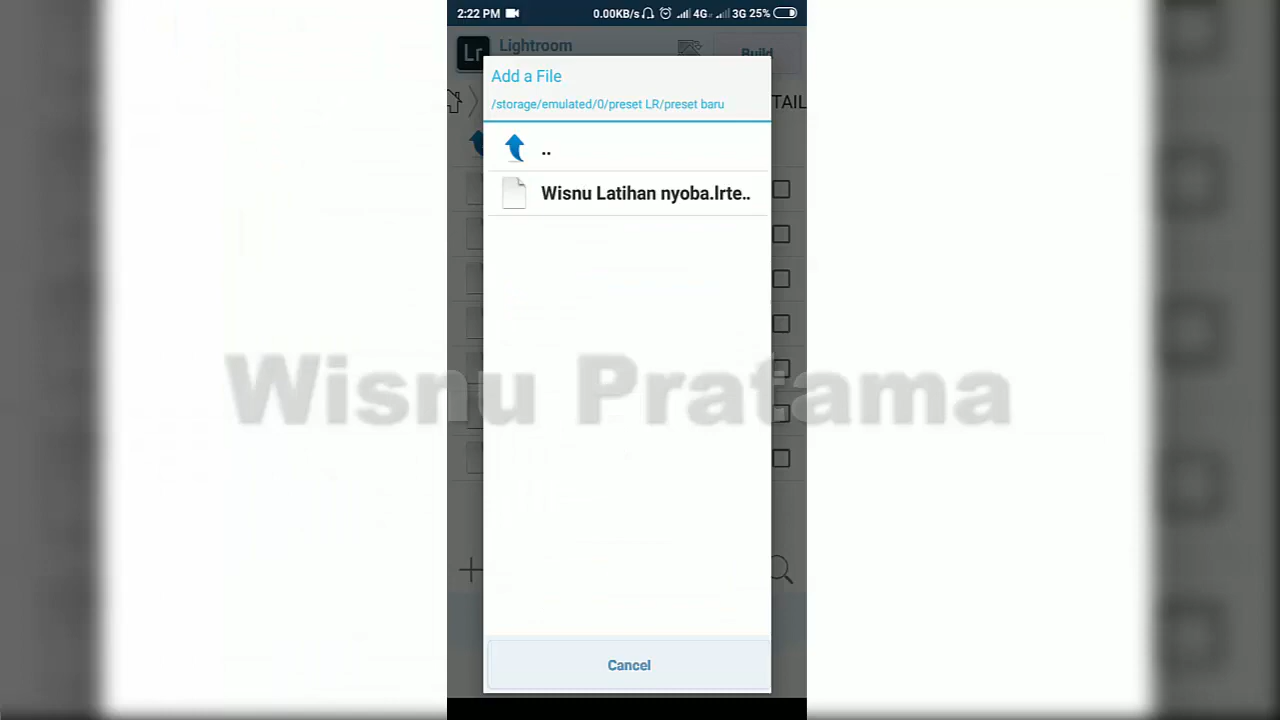 2:22 PM 0.00KB/s 4G 3G 25%
Lr Lightroom Build
Add a File
/storage/emulated/0/preset LR/preset baru
TAIL
..
Wisnu Latihan nyoba.lrte..
Wisnu Pratama
Cancel